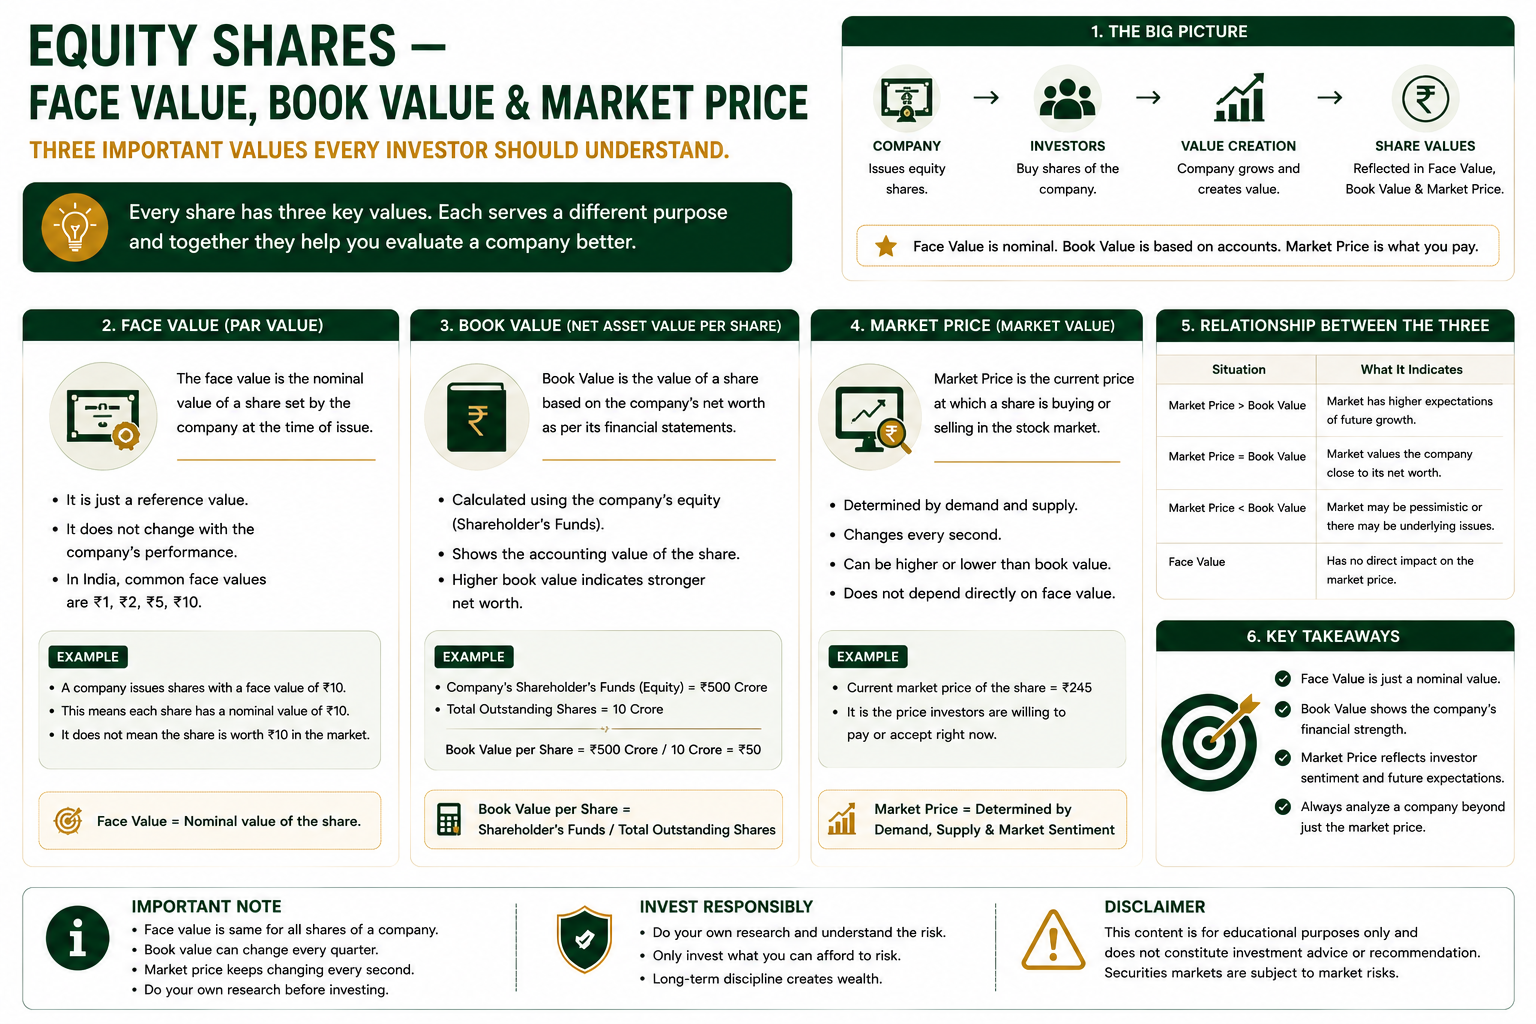 EQUITY SHARES –
FACE VALUE, BOOK VALUE & MARKET PRICE
THREE IMPORTANT VALUES EVERY INVESTOR SHOULD UNDERSTAND.
Every share has three key values. Each serves a different purpose
and together they help you evaluate a company better.
1. THE BIG PICTURE
COMPANY
Issues equity
shares.
INVESTORS
Buy shares of the
company.
VALUE CREATION
Company grows and
creates value.
₹
SHARE VALUES
Reflected in Face Value,
Book Value & Market Price.
Face Value is nominal. Book Value is based on accounts. Market Price is what you pay.
2. FACE VALUE (PAR VALUE)
The face value is the nominal
value of a share set by the
company at the time of issue.
• It is just a reference value.
• It does not change with the
company's performance.
• In India, common face values
are ₹1, ₹2, ₹5, ₹10.
EXAMPLE
• A company issues shares with a face value of ₹10.
• This means each share has a nominal value of ₹10.
• It does not mean the share is worth ₹10 in the market.
Face Value = Nominal value of the share.
3. BOOK VALUE (NET ASSET VALUE PER SHARE)
₹
Book Value is the value of a share
based on the company's net worth
as per its financial statements.
• Calculated using the company's equity
(Shareholder's Funds).
• Shows the accounting value of the share.
• Higher book value indicates stronger
net worth.
EXAMPLE
• Company's Shareholder's Funds (Equity) = ₹500 Crore
• Total Outstanding Shares = 10 Crore
Book Value per Share = ₹500 Crore / 10 Crore = ₹50
Book Value per Share =
Shareholder's Funds / Total Outstanding Shares
4. MARKET PRICE (MARKET VALUE)
₹
Market Price is the current price
at which a share is buying or
selling in the stock market.
• Determined by demand and supply.
• Changes every second.
• Can be higher or lower than book value.
• Does not depend directly on face value.
EXAMPLE
• Current market price of the share = ₹245
• It is the price investors are willing to
pay or accept right now.
Market Price = Determined by
Demand, Supply & Market Sentiment
5. RELATIONSHIP BETWEEN THE THREE
Situation What It Indicates
Market Price > Book Value Market has higher expectations
of future growth.
Market Price = Book Value Market values the company
close to its net worth.
Market Price < Book Value Market may be pessimistic or
there may be underlying issues.
Face Value Has no direct impact on the
market price.
6. KEY TAKEAWAYS
Face Value is just a nominal value.
Book Value shows the company's
financial strength.
Market Price reflects investor
sentiment and future expectations.
Always analyze a company beyond
just the market price.
IMPORTANT NOTE
• Face value is same for all shares of a company.
• Book value can change every quarter.
• Market price keeps changing every second.
• Do your own research before investing.
INVEST RESPONSIBLY
• Do your own research and understand the risk.
• Only invest what you can afford to risk.
• Long-term discipline creates wealth.
DISCLAIMER
This content is for educational purposes only and
does not constitute investment advice or recommendation.
Securities markets are subject to market risks.